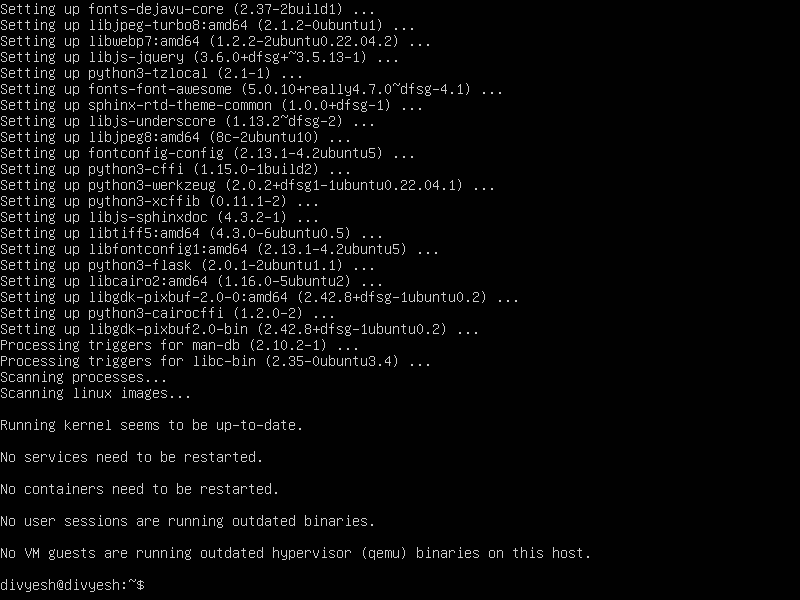 Setting up fonts-dejavu-core (2.37-2build1) ...
Setting up libjpeg-turbo8:amd64 (2.1.2-0ubuntu1) ...
Setting up libwebp7:amd64 (1.2.2-2ubuntu0.22.04.2) ...
Setting up libjs-jquery (3.6.0+dfsg+~3.5.13-1) ...
Setting up python3-tzlocal (2.1-1) ...
Setting up fonts-font-awesome (5.0.10+really4.7.0~dfsg-4.1) ...
Setting up sphinx-rtd-theme-common (1.0.0+dfsg-1) ...
Setting up libjs-underscore (1.13.2~dfsg-2) ...
Setting up libjpeg8:amd64 (8c-2ubuntu10) ...
Setting up fontconfig-config (2.13.1-4.2ubuntu5) ...
Setting up python3-cffi (1.15.0-1build2) ...
Setting up python3-werkzeug (2.0.2+dfsg1-1ubuntu0.22.04.1) ...
Setting up python3-xcffib (0.11.1-2) ...
Setting up libjs-sphinxdoc (4.3.2-1) ...
Setting up libtiff5:amd64 (4.3.0-6ubuntu0.5) ...
Setting up libfontconfig1:amd64 (2.13.1-4.2ubuntu5) ...
Setting up python3-flask (2.0.1-2ubuntu1.1) ...
Setting up libcairo2:amd64 (1.16.0-5ubuntu2) ...
Setting up libgdk-pixbuf-2.0-0:amd64 (2.42.8+dfsg-1ubuntu0.2) ...
Setting up python3-cairocffi (1.2.0-2) ...
Setting up libgdk-pixbuf2.0-bin (2.42.8+dfsg-1ubuntu0.2) ...
Processing triggers for man-db (2.10.2-1) ...
Processing triggers for libc-bin (2.35-0ubuntu3.4) ...
Scanning processes...
Scanning linux images...
Running kernel seems to be up-to-date.
No services need to be restarted.
No containers need to be restarted.
No user sessions are running outdated binaries.
No VM guests are running outdated hypervisor (qemu) binaries on this host.
divyesh@divyesh:~$